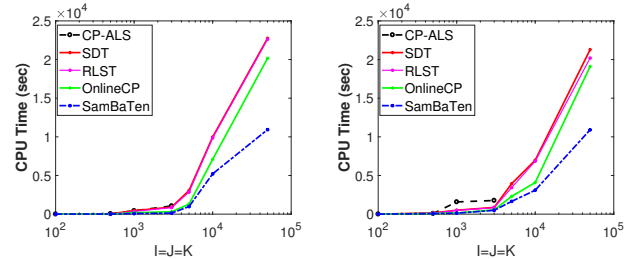 ×10⁴
2.5
2
1.5
1
0.5
0
CPU Time (sec)
CP-ALS
SDT
RLST
OnlineCP
SamBaTen
10² 10³ 10⁴ 10⁵
I=J=K
×10⁴
2.5
2
1.5
1
0.5
0
CPU Time (sec)
CP-ALS
SDT
RLST
OnlineCP
SamBaTen
10² 10³ 10⁴ 10⁵
I=J=K